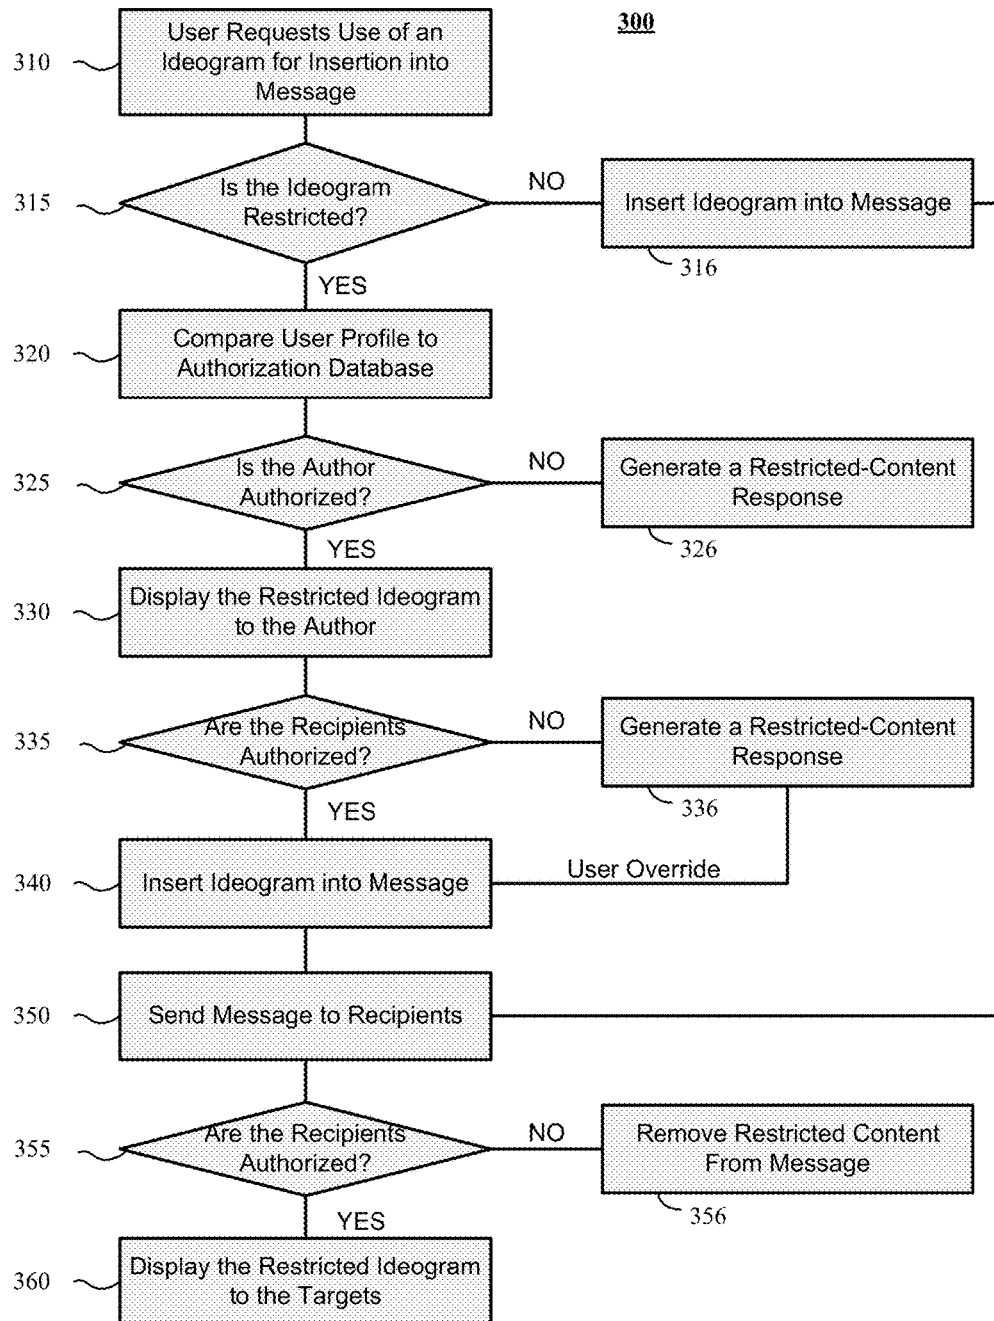 300
310
User Requests Use of an
Ideogram for Insertion into
Message
315
Is the Ideogram
Restricted?
NO
Insert Ideogram into Message
316
YES
320
Compare User Profile to
Authorization Database
325
Is the Author
Authorized?
NO
Generate a Restricted-Content
Response
326
YES
330
Display the Restricted Ideogram
to the Author
335
Are the Recipients
Authorized?
NO
Generate a Restricted-Content
Response
336
YES
User Override
340
Insert Ideogram into Message
350
Send Message to Recipients
355
Are the Recipients
Authorized?
NO
Remove Restricted Content
From Message
356
YES
360
Display the Restricted Ideogram
to the Targets